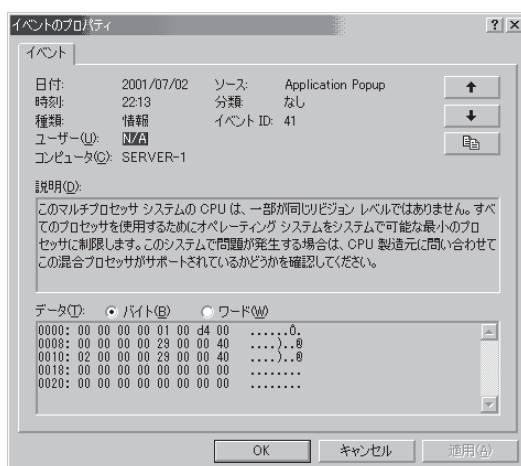 イベントのプロパティ
イベント
日付: 2001/07/02 ソース: Application Popup
時刻: 22:13 分類: なし
種類: 情報 イベント ID: 41
ユーザー(U): N/A
コンピュータ(C): SERVER-1
説明(D):
このマルチプロセッサ システムの CPU は、一部が同じリビジョン レベルではありません。すべ
てのプロセッサを使用するためにオペレーティング システムをシステムで可能な最小のプロ
セッサに制限します。このシステムで問題が発生する場合は、CPU 製造元に問い合わせて
この混合プロセッサがサポートされているかどうかを確認してください。
データ(T): バイト(B) ワード(W)
0000: 00 00 00 00 01 00 d4 00 ......Ô.
0008: 00 00 00 00 29 00 00 40 ....)..@
0010: 02 00 00 00 29 00 00 40 ....)..@
0018: 00 00 00 00 00 00 00 00 ........
0020: 00 00 00 00 00 00 00 00 ........
OK キャンセル 適用(A)